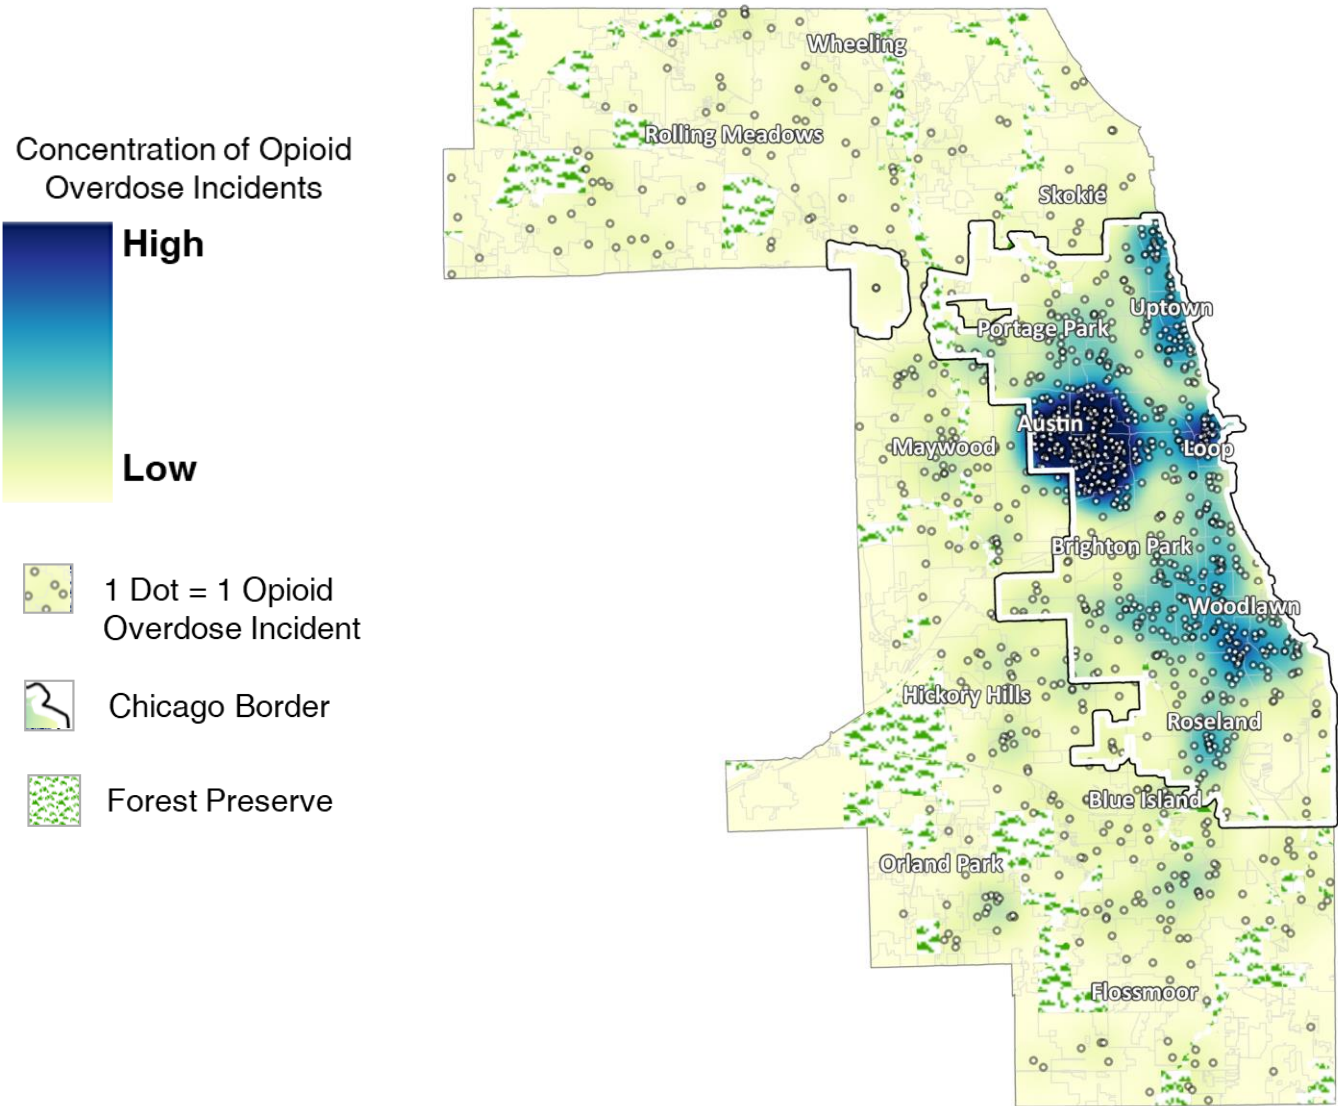 Concentration of Opioid
Overdose Incidents
High
Low
1 Dot = 1 Opioid
Overdose Incident
Chicago Border
Forest Preserve
Wheeling
Rolling Meadows
Skokie
Uptown
Portage Park
Austin
Maywood
Loop
Brighton Park
Woodlawn
Hickory Hills
Roseland
Blue Island
Orland Park
Flossmoor